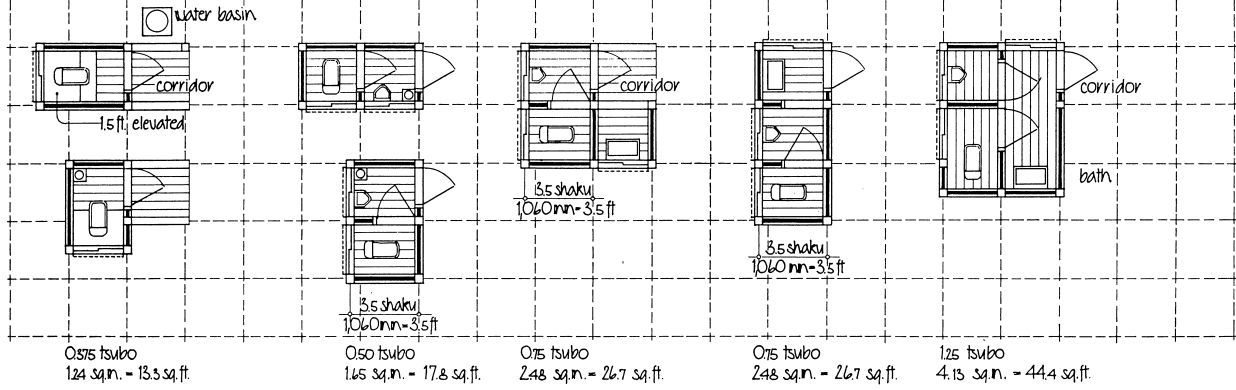 water basin
corridor
1.5 ft. elevated
corridor
corridor
bath
3.5 shaku
1,060 mm = 3.5 ft
3.5 shaku
1,060 mm = 3.5 ft
3.5 shaku
1,060 mm = 3.5 ft
0.375 tsubo
1.24 sq.m. = 13.3 sq.ft.
0.50 tsubo
1.65 sq.m. = 17.8 sq.ft.
0.75 tsubo
2.48 sq.m. = 26.7 sq.ft.
0.75 tsubo
2.48 sq.m. = 26.7 sq.ft.
1.25 tsubo
4.13 sq.m. = 44.4 sq.ft.